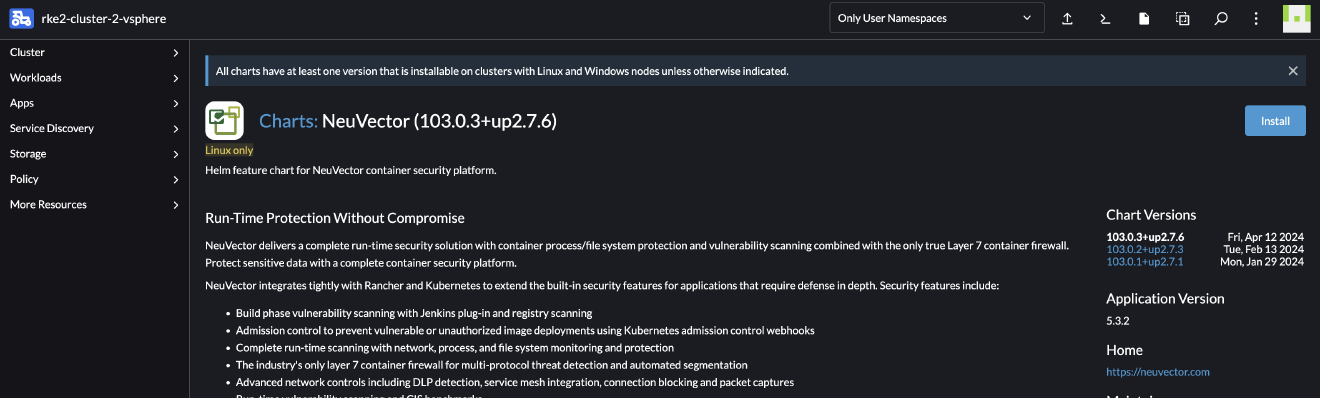 rke2-cluster-2-vsphere
Only User Namespaces
Cluster
Workloads
Apps
Service Discovery
Storage
Policy
More Resources
All charts have at least one version that is installable on clusters with Linux and Windows nodes unless otherwise indicated.
Charts: NeuVector (103.0.3+up2.7.6)
Install
Linux only
Helm feature chart for NeuVector container security platform.
Run-Time Protection Without Compromise
NeuVector delivers a complete run-time security solution with container process/file system protection and vulnerability scanning combined with the only true Layer 7 container firewall.
Protect sensitive data with a complete container security platform.
NeuVector integrates tightly with Rancher and Kubernetes to extend the built-in security features for applications that require defense in depth. Security features include:
• Build phase vulnerability scanning with Jenkins plug-in and registry scanning
• Admission control to prevent vulnerable or unauthorized image deployments using Kubernetes admission control webhooks
• Complete run-time scanning with network, process, and file system monitoring and protection
• The industry's only layer 7 container firewall for multi-protocol threat detection and automated segmentation
• Advanced network controls including DLP detection, service mesh integration, connection blocking and packet captures
Chart Versions
103.0.3+up2.7.6 Fri, Apr 12 2024
103.0.2+up2.7.3 Tue, Feb 13 2024
103.0.1+up2.7.1 Mon, Jan 29 2024
Application Version
5.3.2
Home
https://neuvector.com